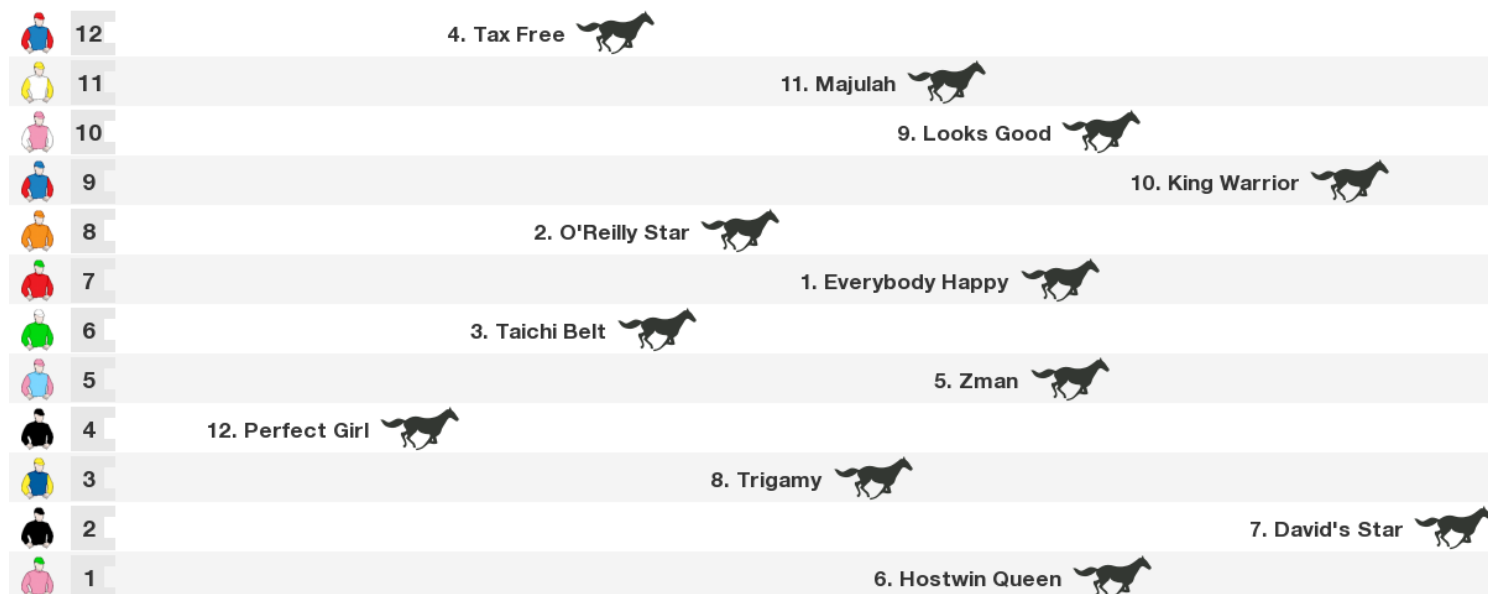 12 4. Tax Free
11 11. Majulah
10 9. Looks Good
9 10. King Warrior
8 2. O'Reilly Star
7 1. Everybody Happy
6 3. Taichi Belt
5 5. Zman
4 12. Perfect Girl
3 8. Trigamy
2 7. David's Star
1 6. Hostwin Queen